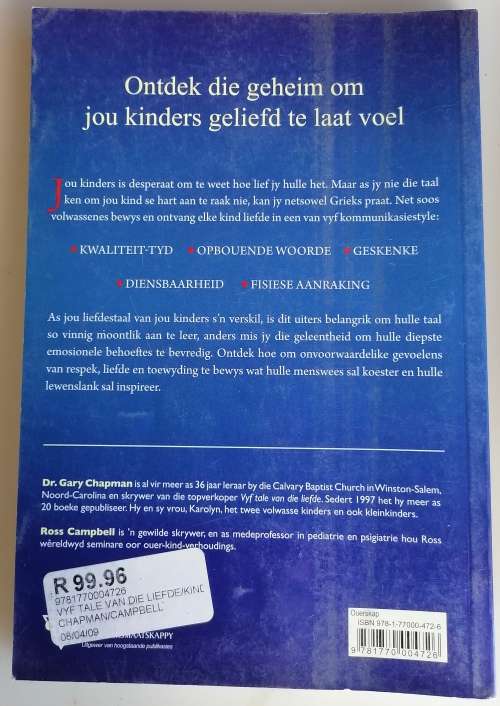 Ontdek die geheim om
jou kinders geliefd te laat voel
Jou kinders is desperaat om te weet hoe lief jy hulle het. Maar as jy nie die taal
ken om jou kind se hart aan te raak nie, kan jy netsowel Grieks praat. Net soos
volwassenes bewys en ontvang elke kind liefde in een van vyf kommunikasiestyle:
• KWALITEIT-TYD • OPBOUENDE WOORDE • GESKENKE
• DIENSBAARHEID • FISIESE AANRAKING
As jou liefdestaal van jou kinders s'n verskil, is dit uiters belangrik om hulle taal
so vinnig moontlik aan te leer, anders mis jy die geleentheid om hulle diepste
emosionele behoeftes te bevredig. Ontdek hoe om onvoorwaardelike gevoelens
van respek, liefde en toewyding te bewys wat hulle menswees sal koester en hulle
lewenslank sal inspireer.
Dr. Gary Chapman is al vir meer as 36 jaar leraar by die Calvary Baptist Church in Winston-Salem,
Noord-Carolina en skrywer van die topverkoper Vyf tale van die liefde. Sedert 1997 het hy meer as
20 boeke gepubliseer. Hy en sy vrou, Karolyn, het twee volwasse kinders en ook kleinkinders.
Ross Campbell is 'n gewilde skrywer, en as medeprofessor in pediatrie en psigiatrie hou Ross
wêreldwyd seminare oor ouer-kind-verhoudings.
R 99.96
9781770004726
VYF TALE VAN DIE LIEFDE/KIND
CHAPMAN/CAMPBELL
06/04/09
Uitgewer van hoogstaande publikasies
Ouerskap
ISBN 978-1-77000-472-6
9 781770 004726